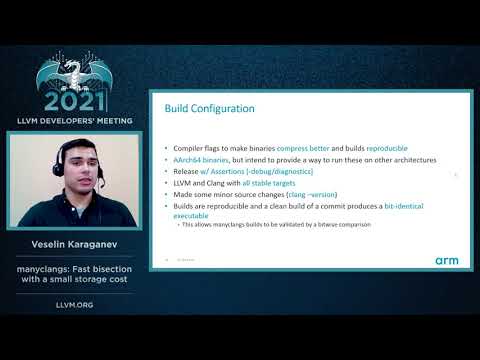 2021
LLVM DEVELOPERS' MEETING
Veselin Karaganev
manyclangs: Fast bisection
with a small storage cost
LLVM.ORG
Build Configuration
• Compiler flags to make binaries compress better and builds reproducible
• AArch64 binaries, but intend to provide a way to run these on other architectures
• Release w/ Assertions [-debug/diagnostics]
• LLVM and Clang with all stable targets
• Made some minor source changes (clang --version)
• Builds are reproducible and a clean build of a commit produces a bit-identical
executable
• This allows manyclangs builds to be validated by a bitwise comparison
arm